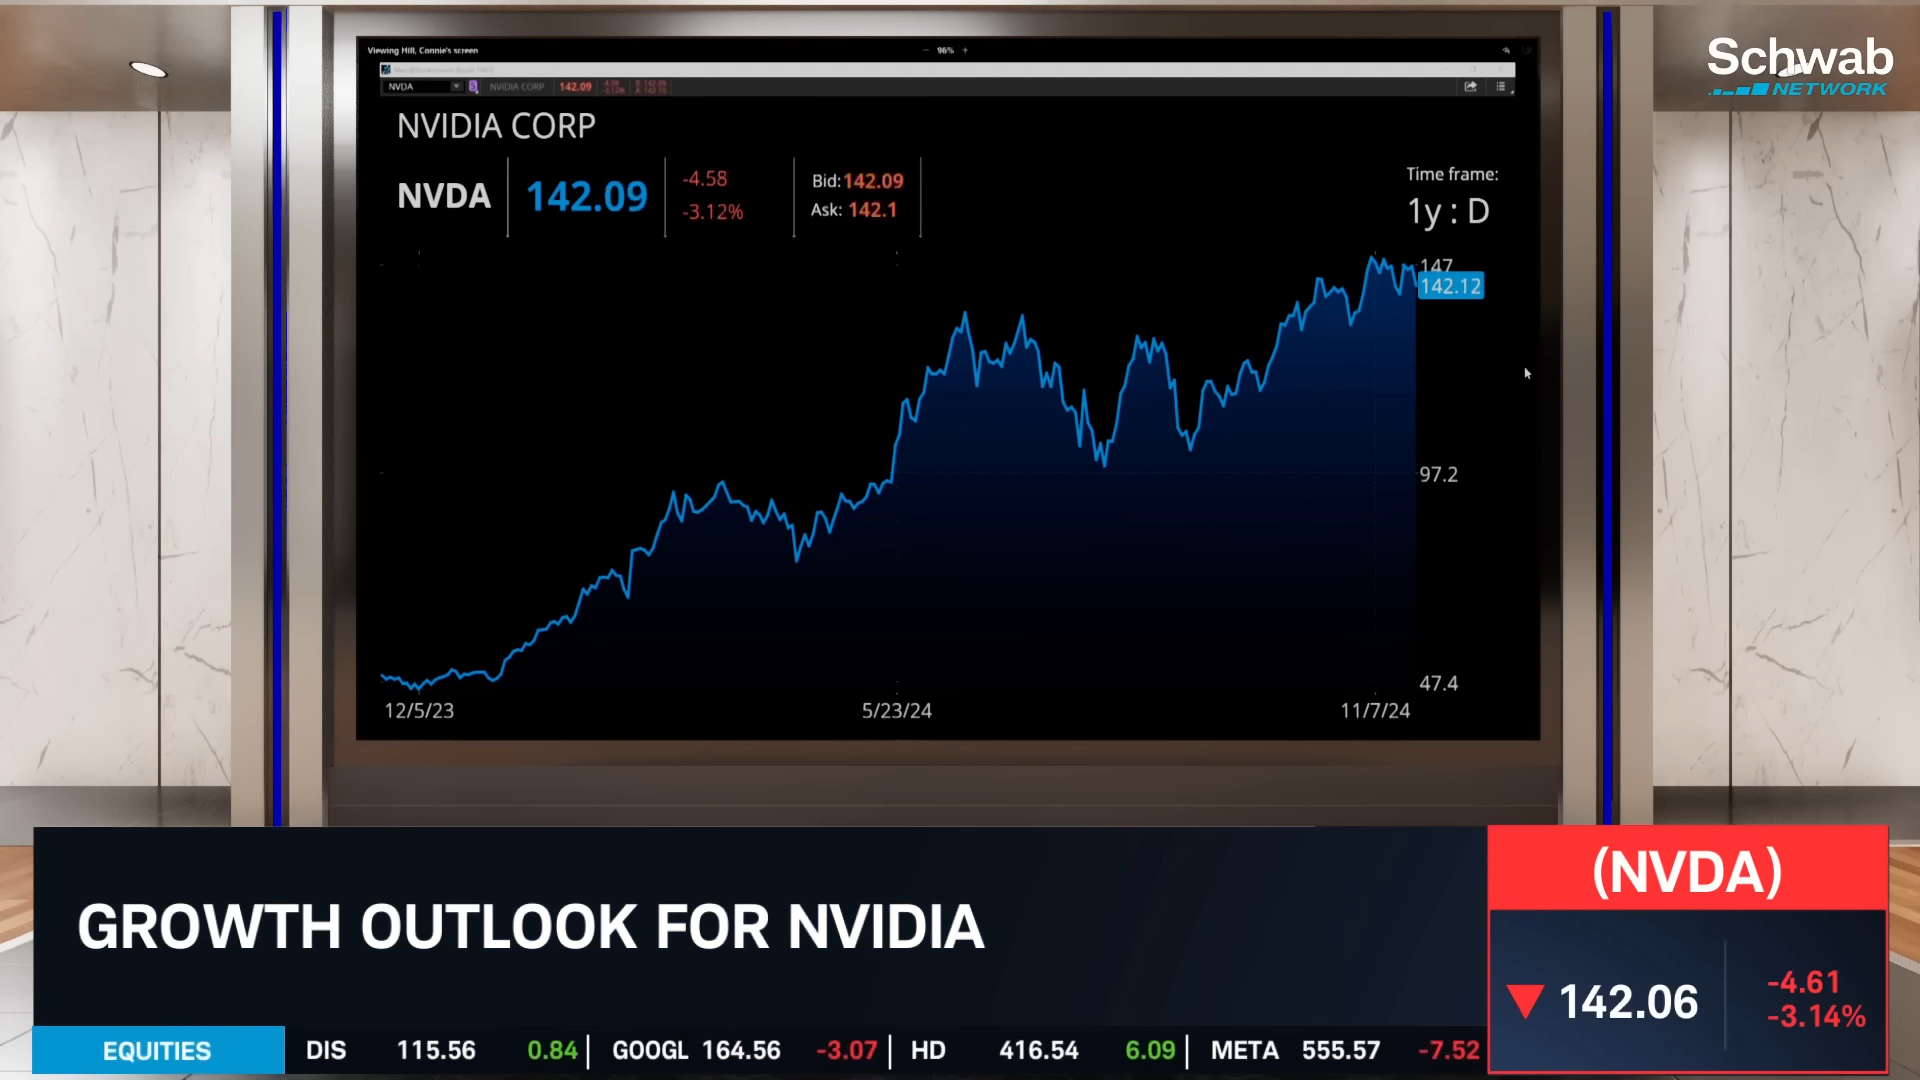 Viewing Hill, Connie's screen
96%
Schwab
NETWORK
NVDA
NVIDIA CORP
142.09
NVIDIA CORP
NVDA
142.09
-4.58
-3.12%
Bid: 142.09
Ask: 142.1
Time frame:
1y : D
147
142.12
97.2
47.4
12/5/23
5/23/24
11/7/24
GROWTH OUTLOOK FOR NVIDIA
(NVDA)
142.06
-4.61
-3.14%
EQUITIES
DIS 115.56 0.84 GOOGL 164.56 -3.07 HD 416.54 6.09 META 555.57 -7.52